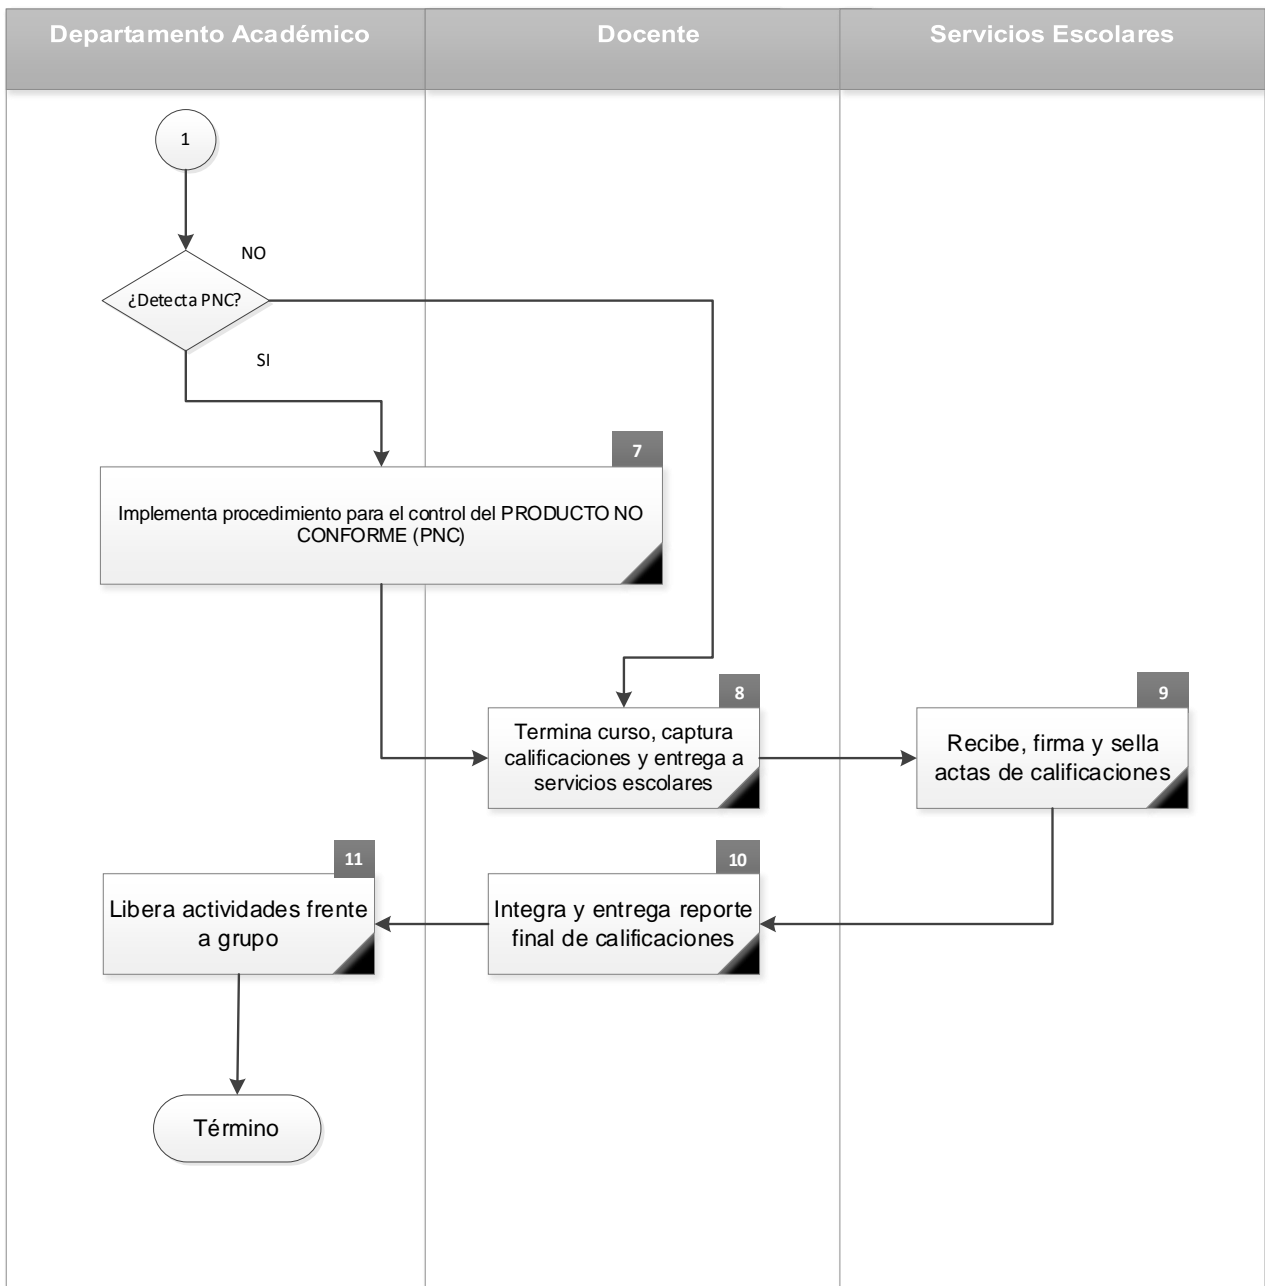 Departamento Académico
Docente
Servicios Escolares
1
NO
¿Detecta PNC?
SI
7
Implementa procedimiento para el control del PRODUCTO NO
CONFORME (PNC)
8
Termina curso, captura
calificaciones y entrega a
servicios escolares
9
Recibe, firma y sella
actas de calificaciones
11
Libera actividades frente
a grupo
10
Integra y entrega reporte
final de calificaciones
Término